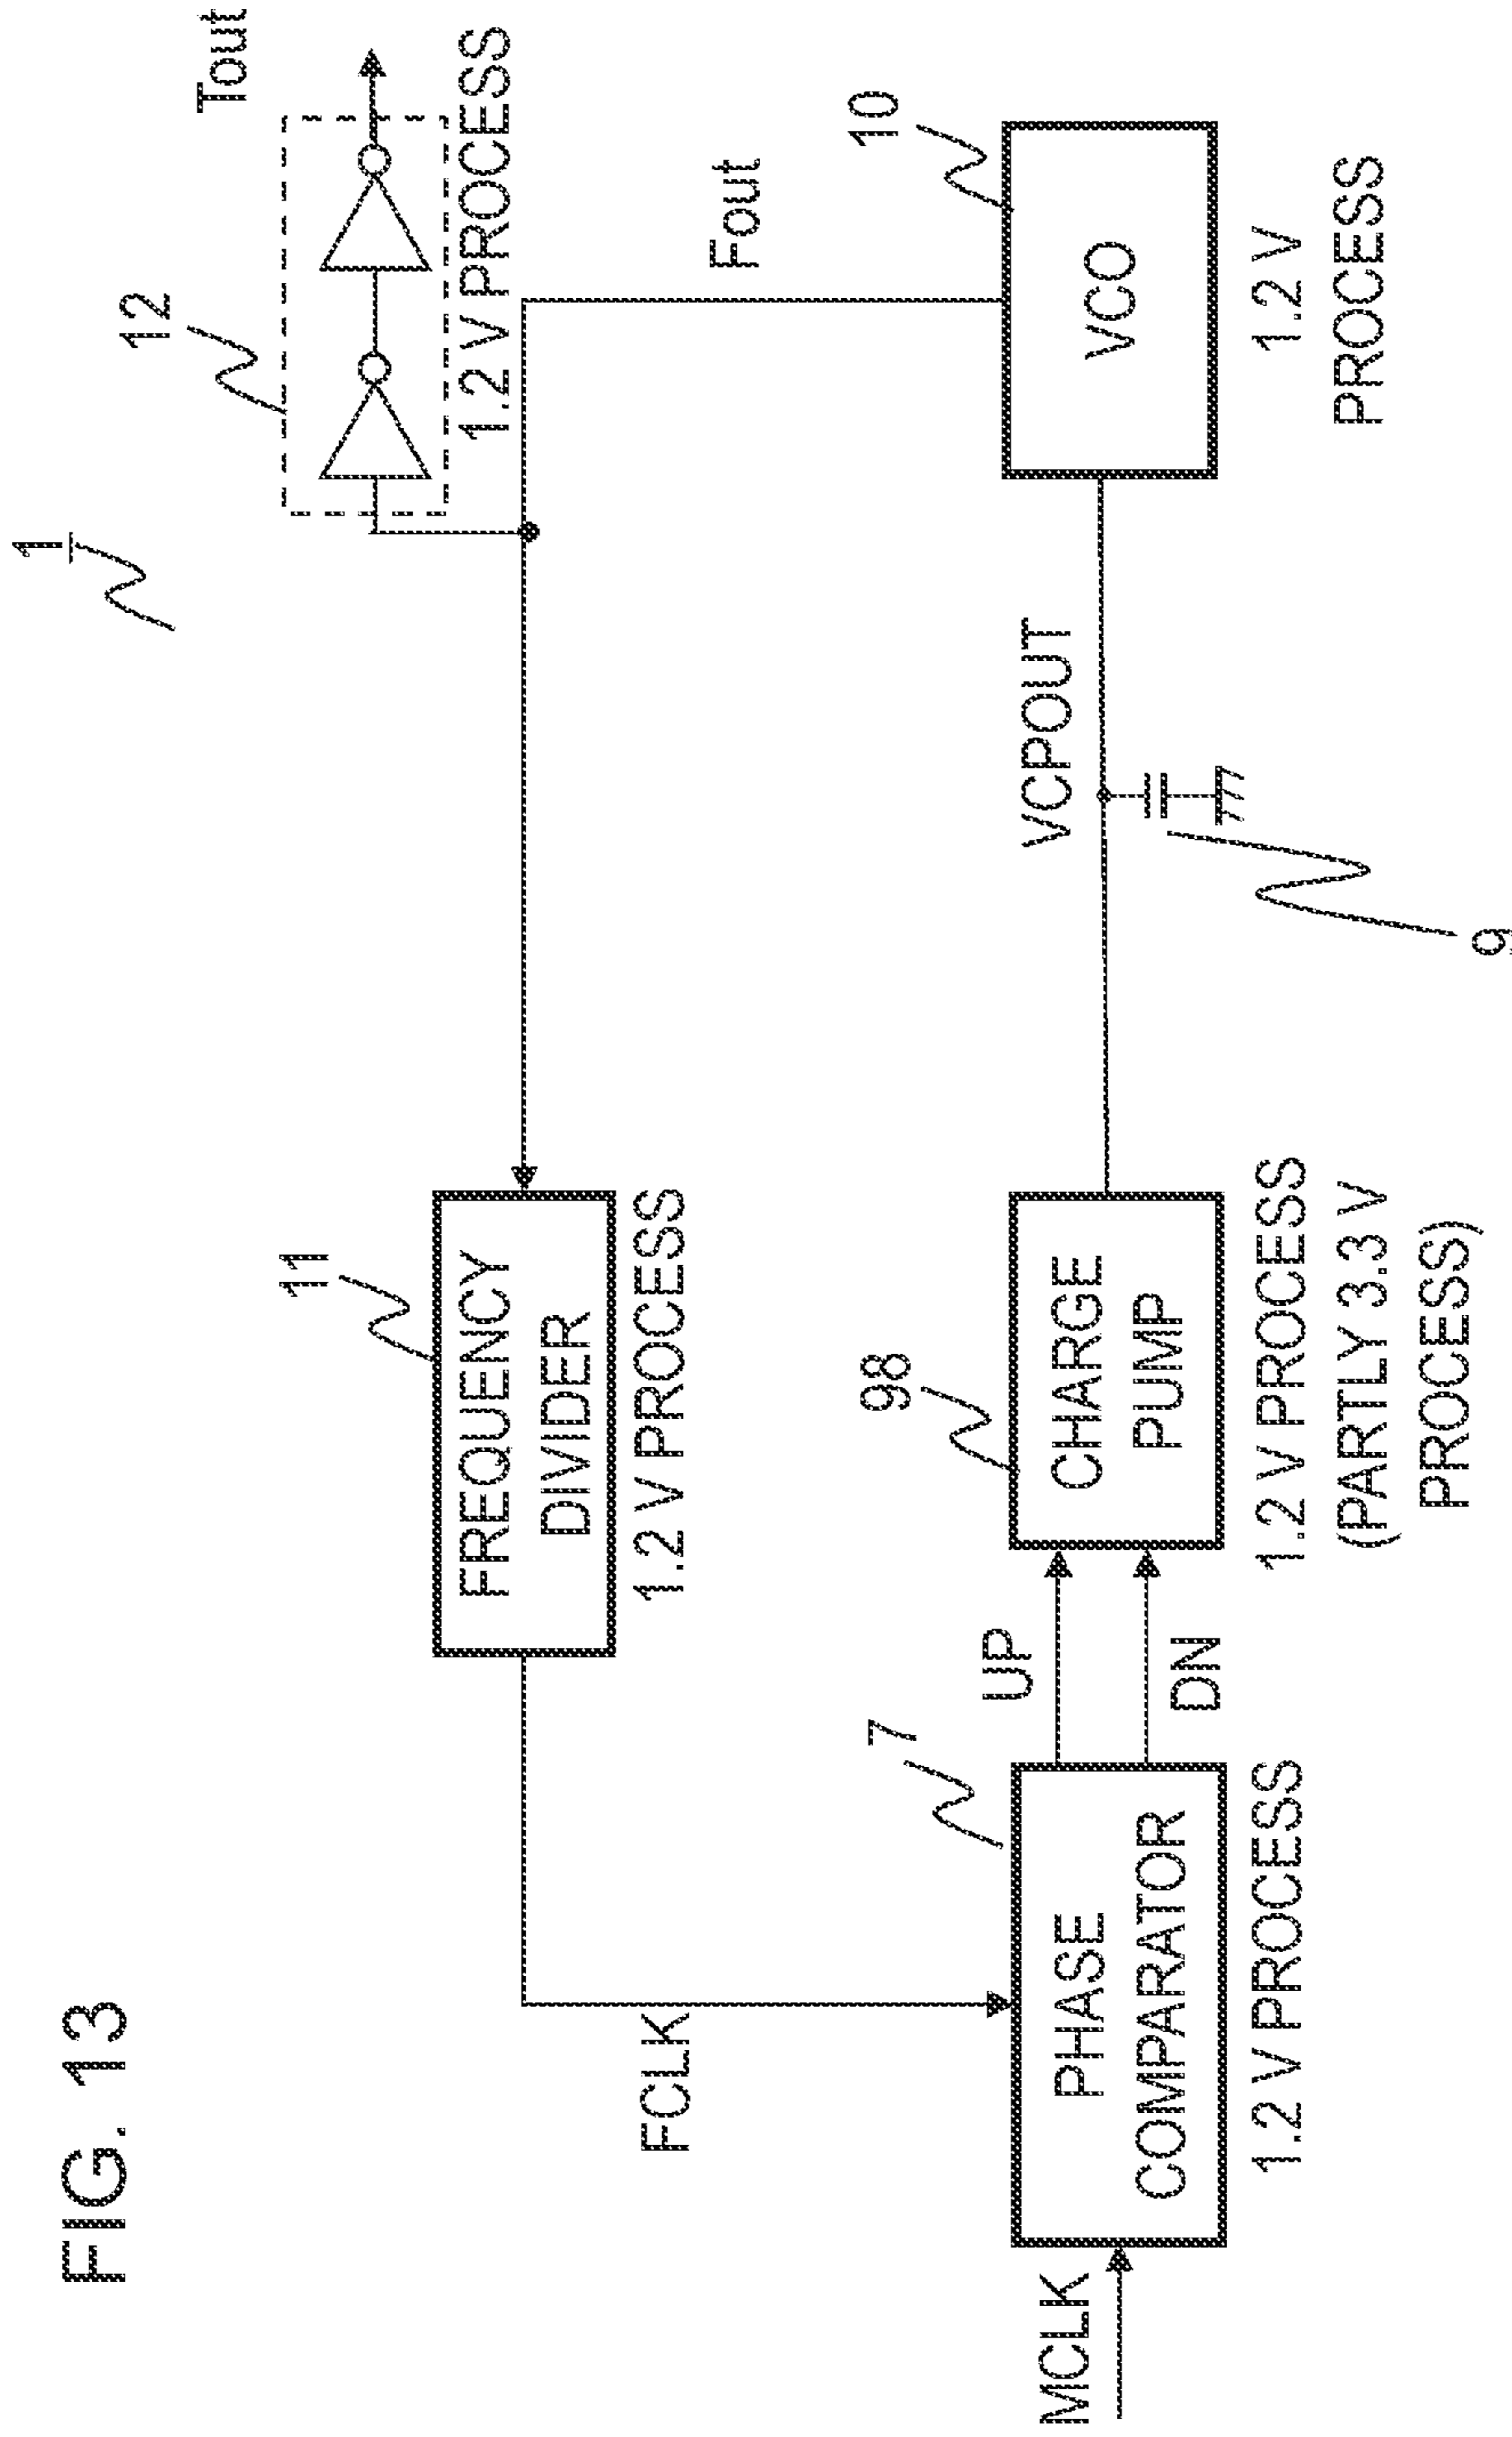 FIG. 13
1
12
Tout
1.2 V PROCESS
11
FREQUENCY
DIVIDER
1.2 V PROCESS
FCLK
Fout
MCLK
7
PHASE
COMPARATOR
1.2 V PROCESS
UP
DN
98
CHARGE
PUMP
1.2 V PROCESS
(PARTLY 3.3 V
PROCESS)
VCPOUT
9
10
VCO
1.2 V
PROCESS